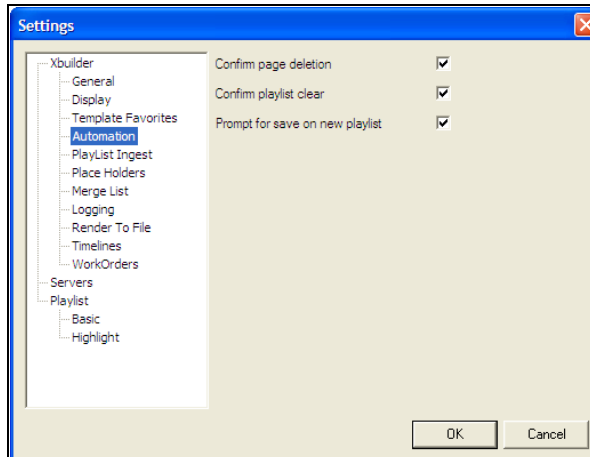 Settings
Xbuilder
General
Display
Template Favorites
Automation
PlayList Ingest
Place Holders
Merge List
Logging
Render To File
Timelines
WorkOrders
Servers
Playlist
Basic
Highlight
Confirm page deletion
Confirm playlist clear
Prompt for save on new playlist
OK Cancel